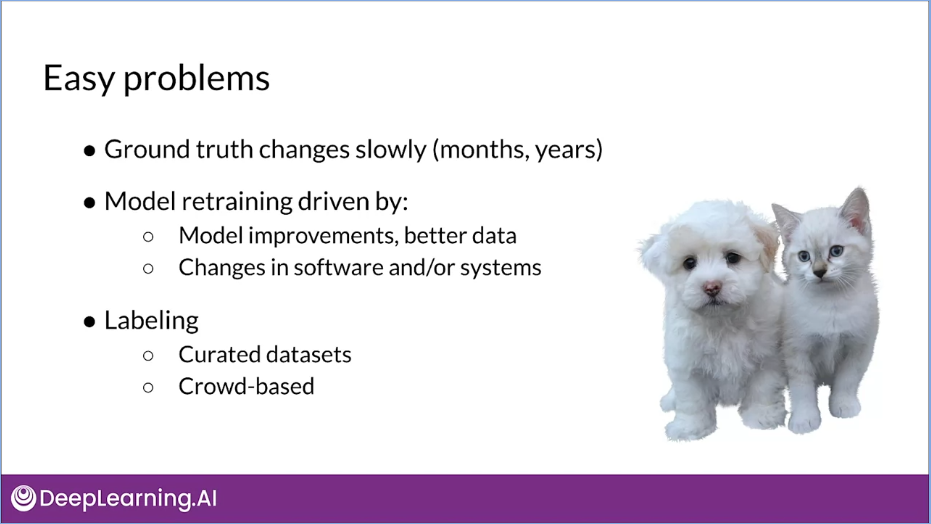 Easy problems
● Ground truth changes slowly (months, years)
● Model retraining driven by:
○ Model improvements, better data
○ Changes in software and/or systems
● Labeling
○ Curated datasets
○ Crowd-based
DeepLearning.AI